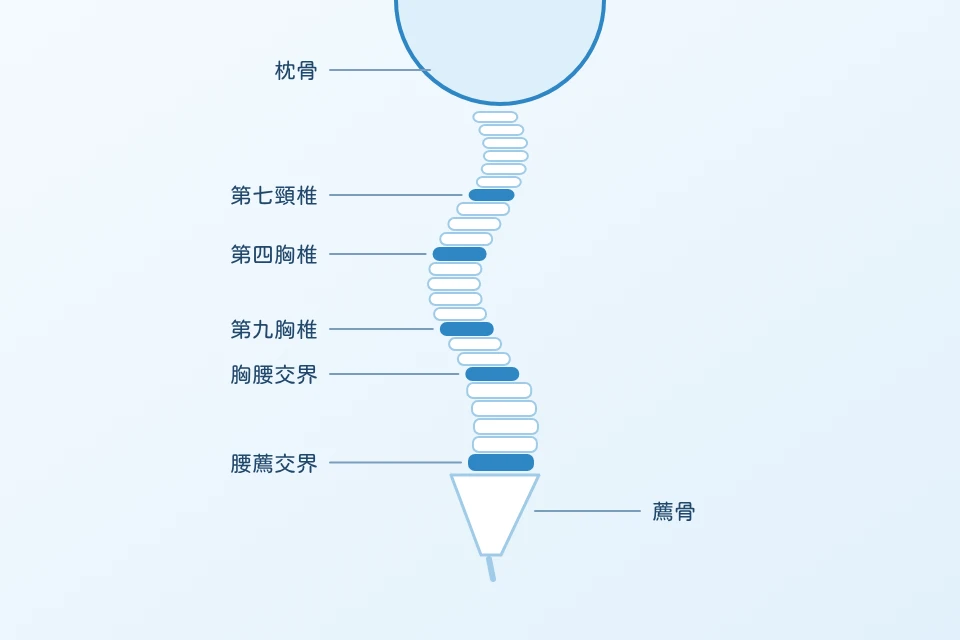 枕骨
第七頸椎
第四胸椎
第九胸椎
胸腰交界
腰薦交界
薦骨